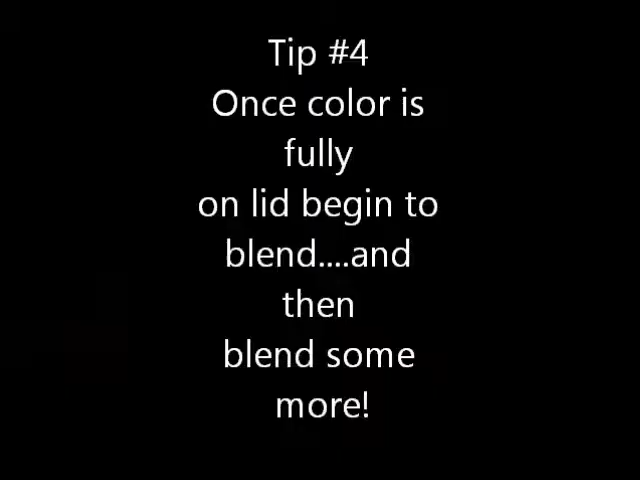 Tip #4
Once color is
fully
on lid begin to
blend....and
then
blend some
more!